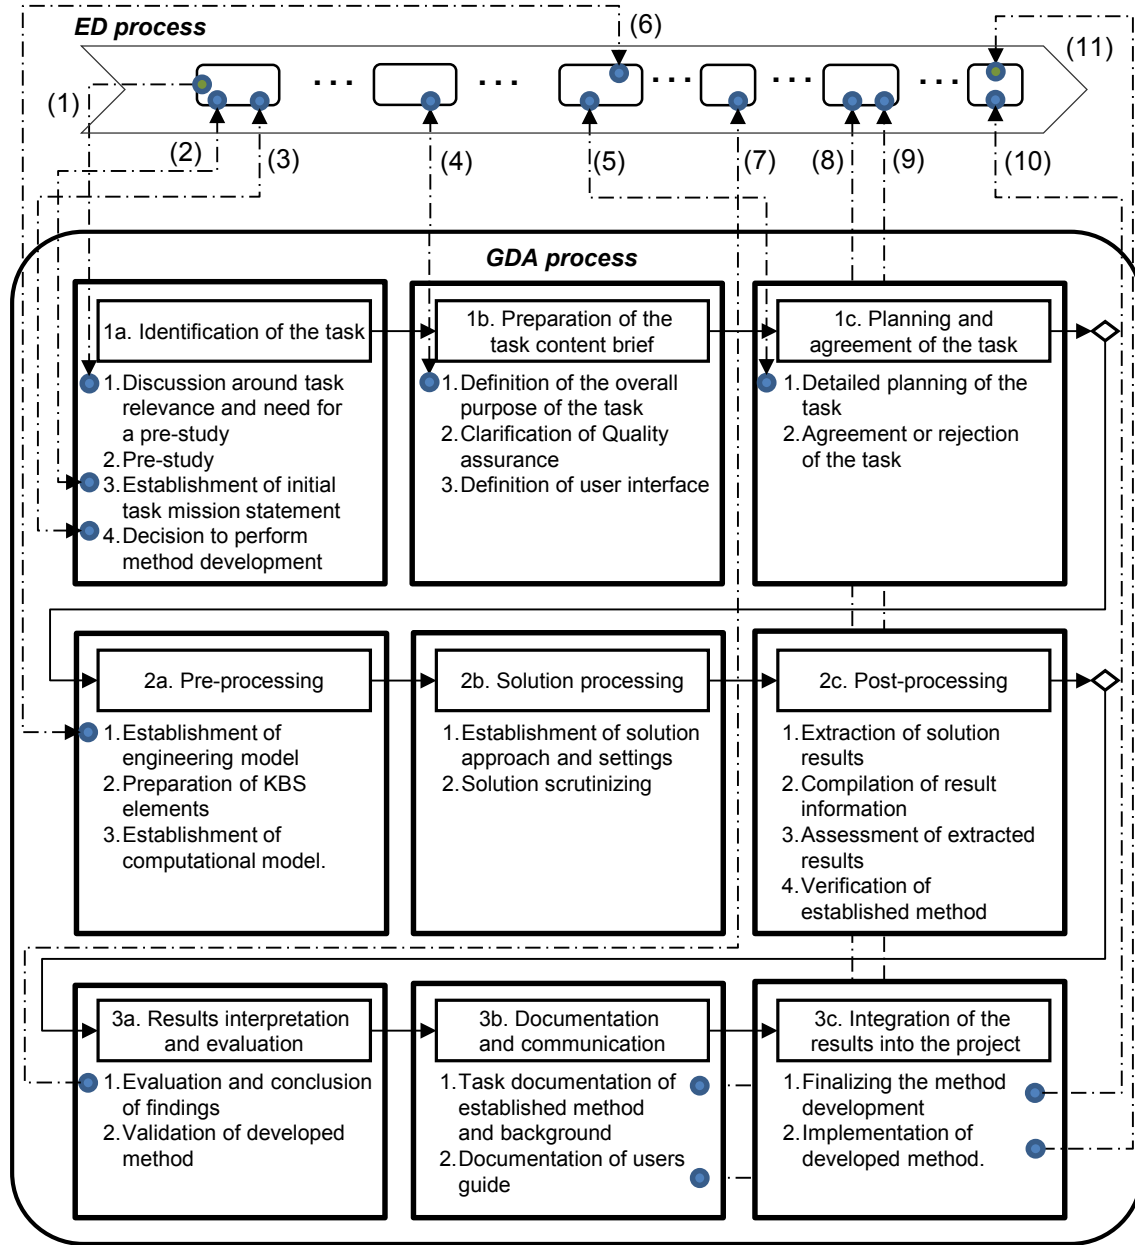 ED process
(6)
(11)
(1)
(2)
(3)
(4)
(5)
(7)
(8)
(9)
(10)
GDA process
1a. Identification of the task
1. Discussion around task
relevance and need for
a pre-study
2. Pre-study
3. Establishment of initial
task mission statement
4. Decision to perform
method development
1b. Preparation of the
task content brief
1. Definition of the overall
purpose of the task
2. Clarification of Quality
assurance
3. Definition of user interface
1c. Planning and
agreement of the task
1. Detailed planning of the
task
2. Agreement or rejection
of the task
2a. Pre-processing
1. Establishment of
engineering model
2. Preparation of KBS
elements
3. Establishment of
computational model.
2b. Solution processing
1. Establishment of solution
approach and settings
2. Solution scrutinizing
2c. Post-processing
1. Extraction of solution
results
2. Compilation of result
information
3. Assessment of extracted
results
4. Verification of
established method
3a. Results interpretation
and evaluation
1. Evaluation and conclusion
of findings
2. Validation of developed
method
3b. Documentation
and communication
1. Task documentation of
established method
and background
2. Documentation of users
guide
3c. Integration of the
results into the project
1. Finalizing the method
development
2. Implementation of
developed method.